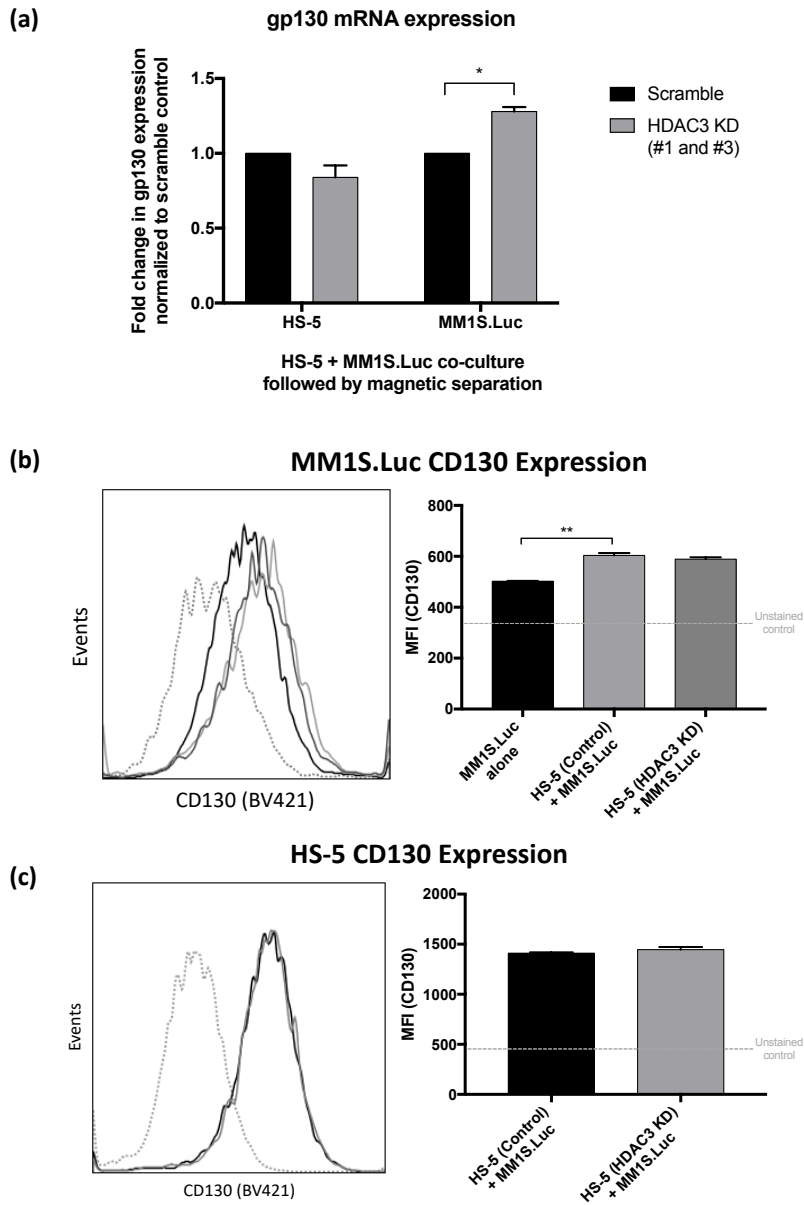 (a)
gp130 mRNA expression
Fold change in gp130 expression
normalized to scramble control
1.5
1.0
0.5
0.0
*
HS-5
MM1S.Luc
HS-5 + MM1S.Luc co-culture
followed by magnetic separation
Scramble
HDAC3 KD
(#1 and #3)
(b)
MM1S.Luc CD130 Expression
Events
CD130 (BV421)
MFI (CD130)
800
600
400
200
0
**
Unstained
control
MM1S.Luc
alone
HS-5 (Control)
+ MM1S.Luc
HS-5 (HDAC3 KD)
+ MM1S.Luc
(c)
HS-5 CD130 Expression
Events
CD130 (BV421)
MFI (CD130)
2000
1500
1000
500
0
Unstained
control
HS-5 (Control)
+ MM1S.Luc
HS-5 (HDAC3 KD)
+ MM1S.Luc